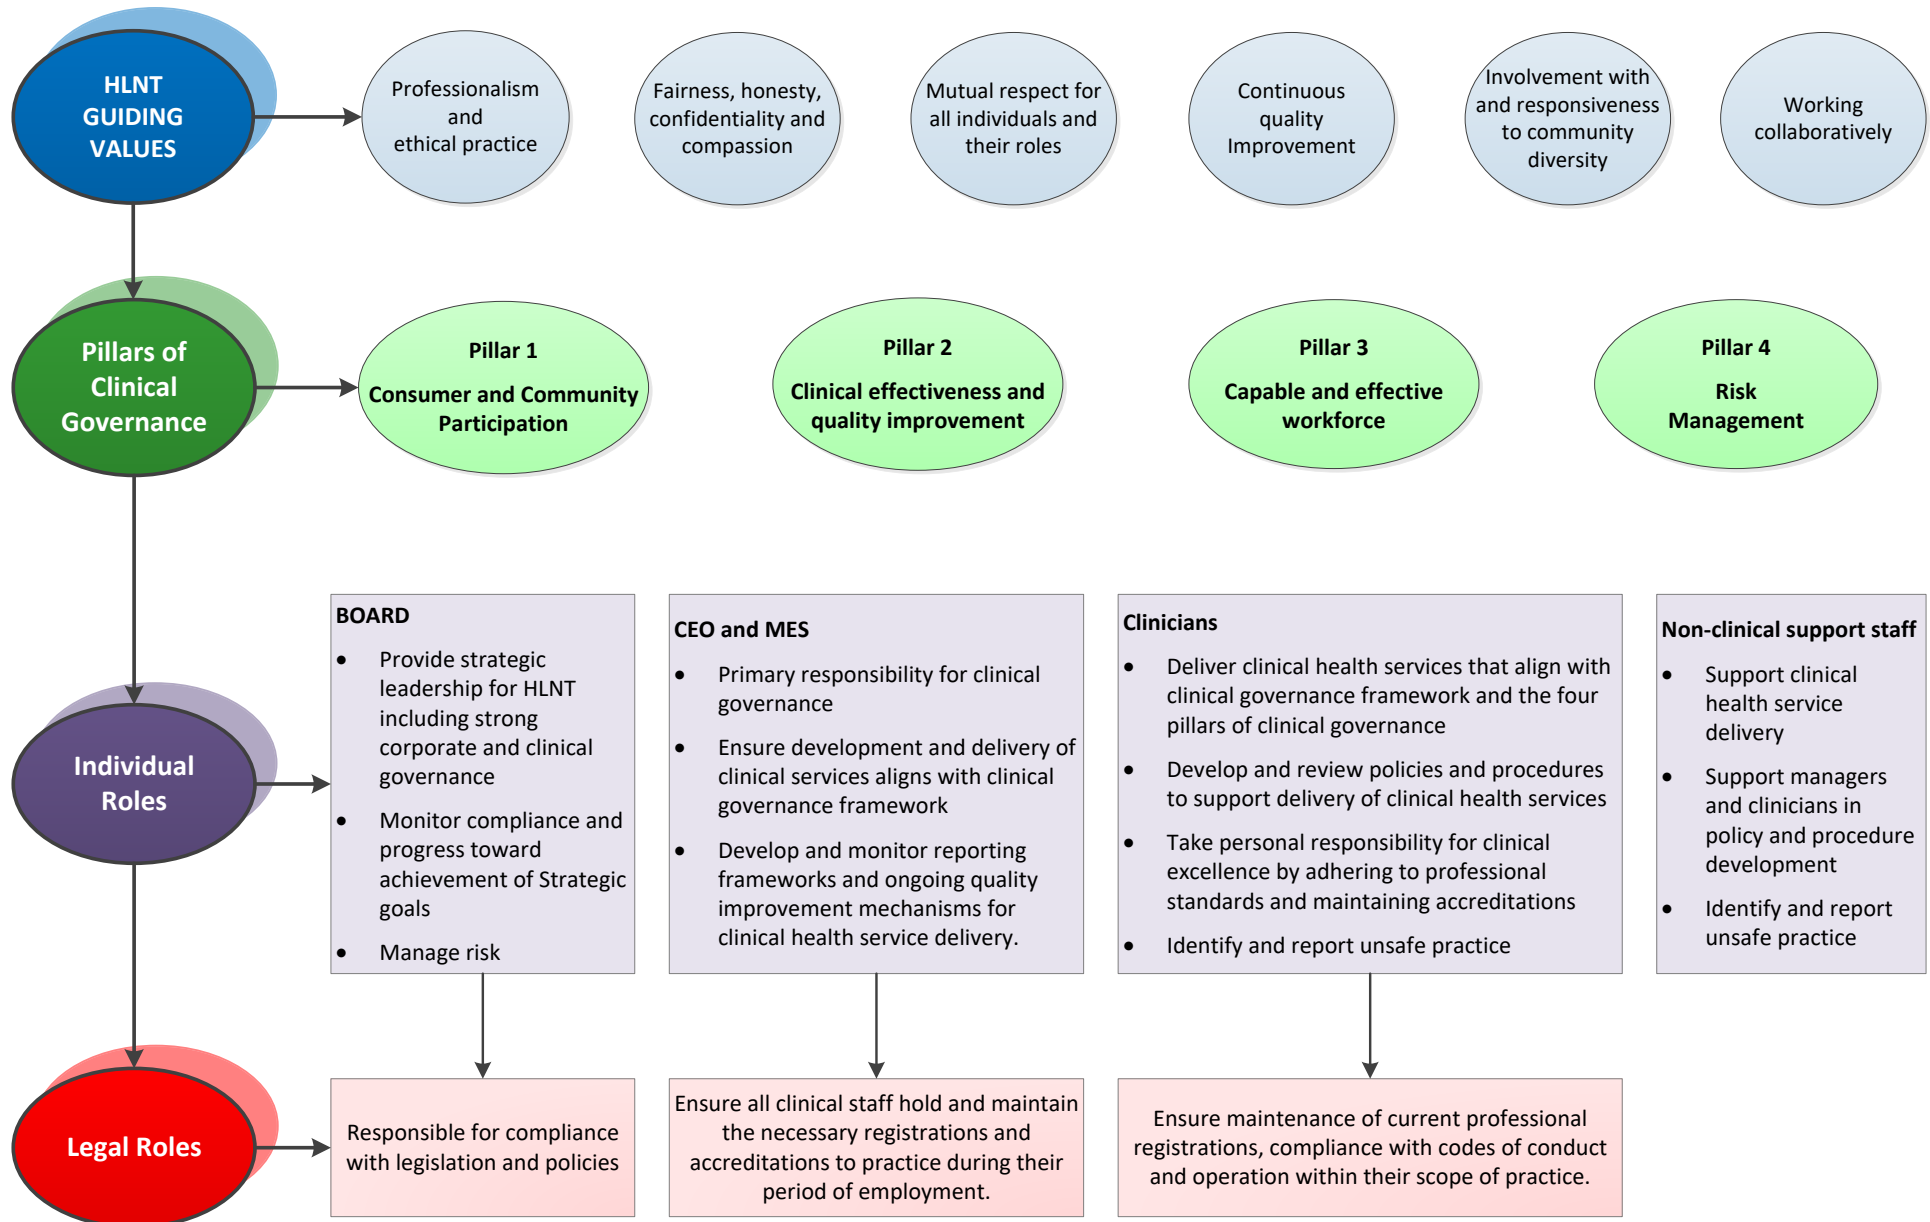 HLNT
GUIDING
VALUES
Professionalism
and
ethical practice
Fairness, honesty,
confidentiality and
compassion
Mutual respect for
all individuals and
their roles
Continuous
quality
Improvement
Involvement with
and responsiveness
to community
diversity
Working
collaboratively
Pillars of
Clinical
Governance
Pillar 1
Consumer and Community
Participation
Pillar 2
Clinical effectiveness and
quality improvement
Pillar 3
Capable and effective
workforce
Pillar 4
Risk
Management
Individual
Roles
BOARD
• Provide strategic
leadership for HLNT
including strong
corporate and clinical
governance
• Monitor compliance and
progress toward
achievement of Strategic
goals
• Manage risk
CEO and MES
• Primary responsibility for clinical
governance
• Ensure development and delivery of
clinical services aligns with clinical
governance framework
• Develop and monitor reporting
frameworks and ongoing quality
improvement mechanisms for
clinical health service delivery.
Clinicians
• Deliver clinical health services that align with
clinical governance framework and the four
pillars of clinical governance
• Develop and review policies and procedures
to support delivery of clinical health services
• Take personal responsibility for clinical
excellence by adhering to professional
standards and maintaining accreditations
• Identify and report unsafe practice
Non-clinical support staff
• Support clinical
health service
delivery
• Support managers
and clinicians in
policy and procedure
development
• Identify and report
unsafe practice
Legal Roles
Responsible for compliance
with legislation and policies
Ensure all clinical staff hold and maintain
the necessary registrations and
accreditations to practice during their
period of employment.
Ensure maintenance of current professional
registrations, compliance with codes of conduct
and operation within their scope of practice.